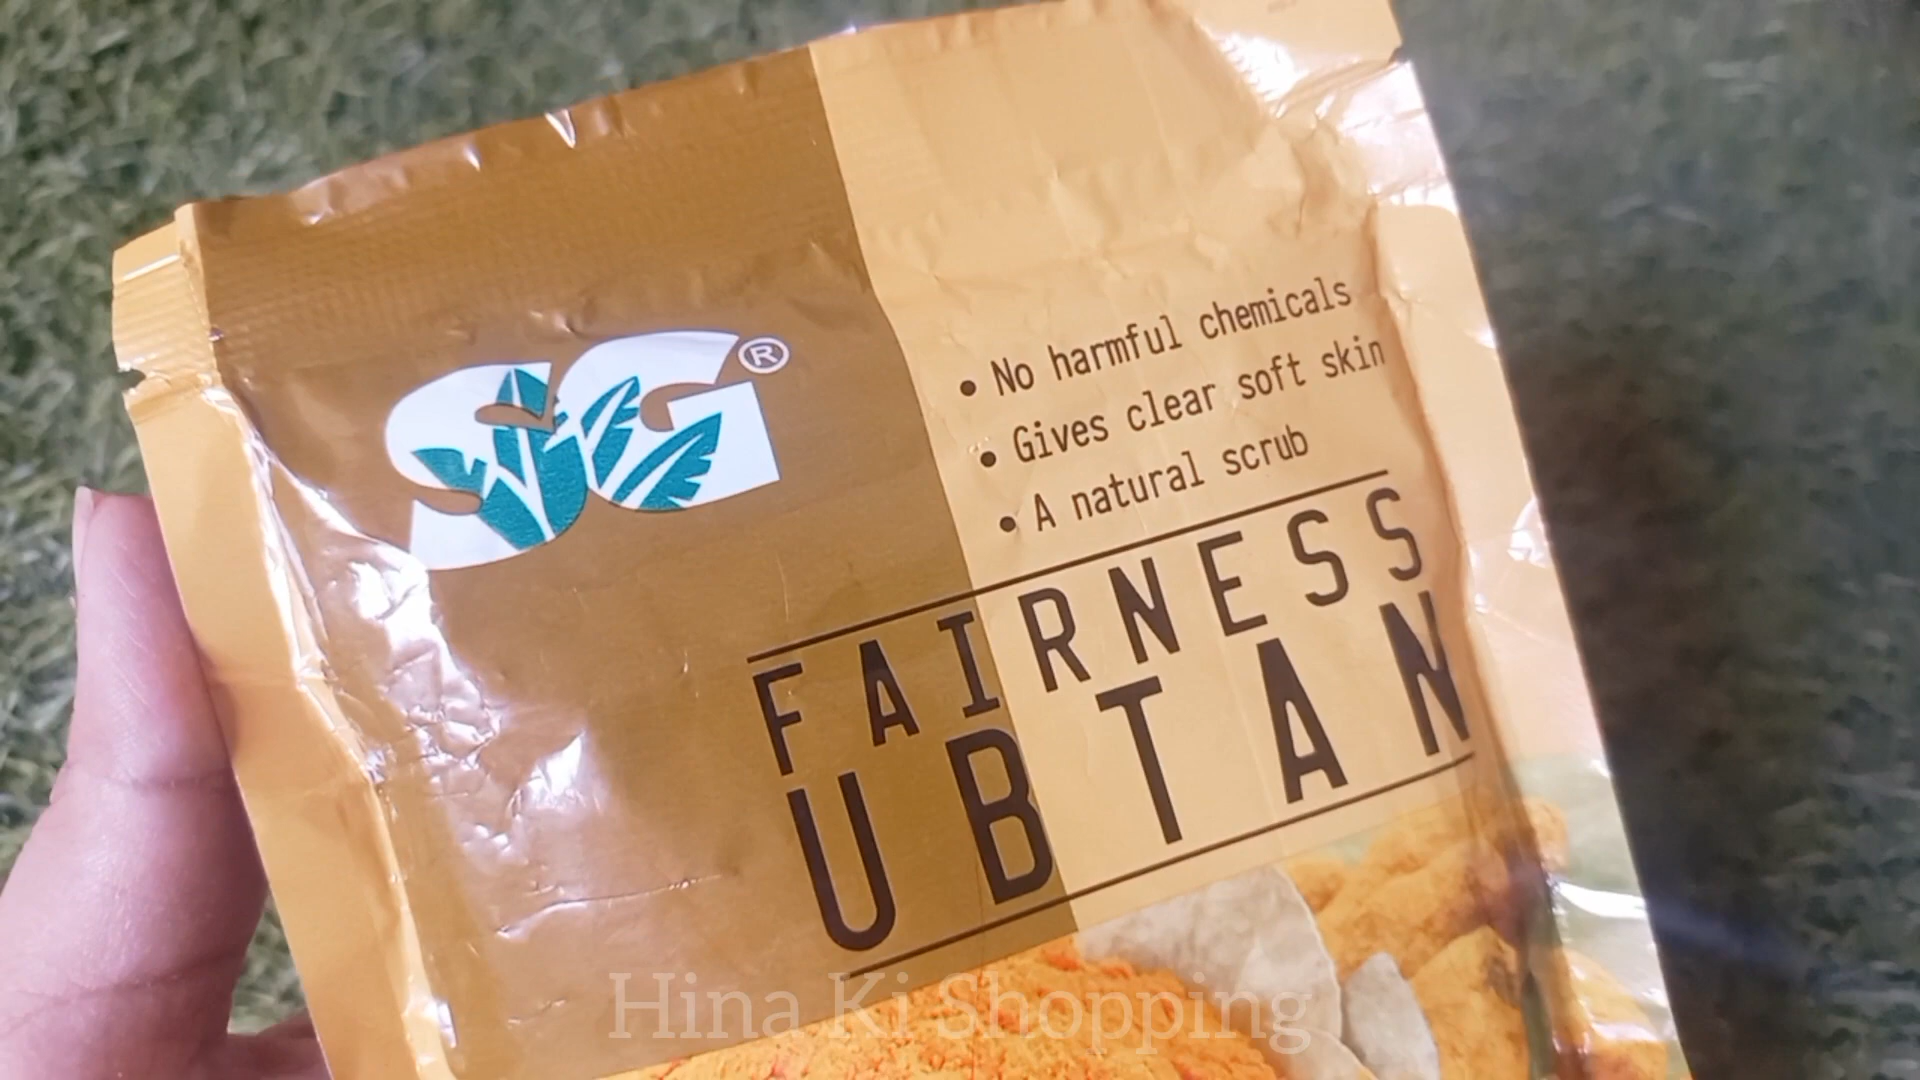 SG®
• No harmful chemicals
• Gives clear soft skin
• A natural scrub
FAIRNESS
UBTAN
Hina Ki Shopping